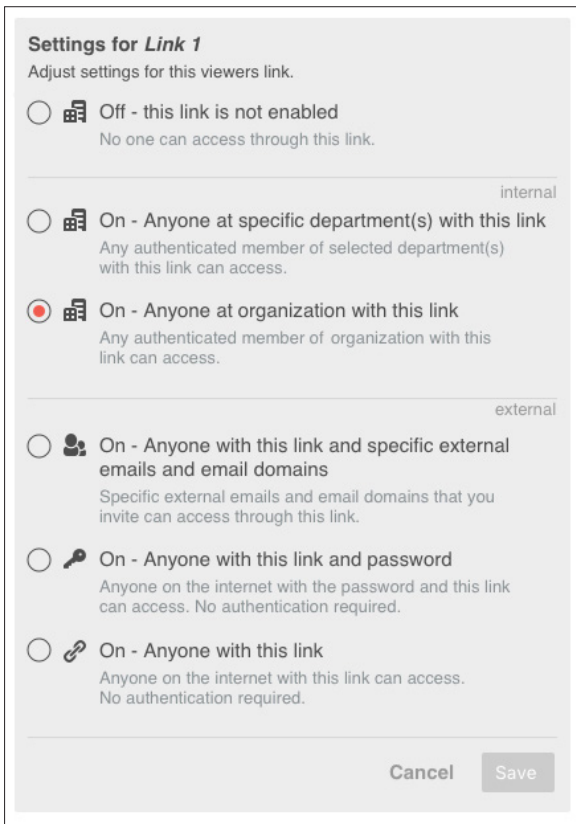 Settings for Link 1
Adjust settings for this viewers link.
Off - this link is not enabled
No one can access through this link.
internal
On - Anyone at specific department(s) with this link
Any authenticated member of selected department(s)
with this link can access.
On - Anyone at organization with this link
Any authenticated member of organization with this
link can access.
external
On - Anyone with this link and specific external
emails and email domains
Specific external emails and email domains that you
invite can access through this link.
On - Anyone with this link and password
Anyone on the internet with the password and this link
can access. No authentication required.
On - Anyone with this link
Anyone on the internet with this link can access.
No authentication required.
Cancel Save